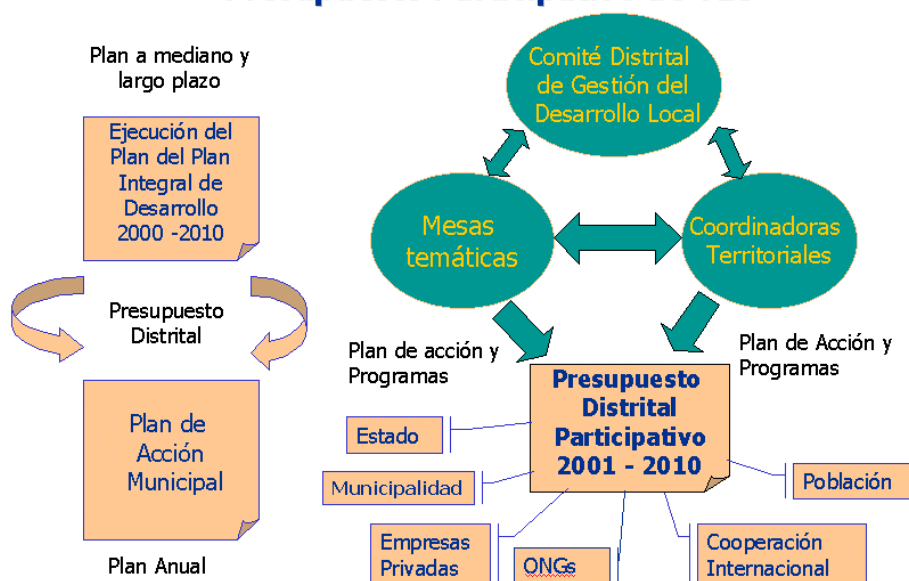 Plan a mediano y
largo plazo
Ejecución del
Plan del Plan
Integral de
Desarrollo
2000 -2010
Presupuesto
Distrital
Plan de
Acción
Municipal
Plan Anual
Comité Distrital
de Gestión del
Desarrollo Local
Mesas
temáticas
Coordinadoras
Territoriales
Plan de acción y
Programas
Plan de Acción y
Programas
Presupuesto
Distrital
Participativo
2001 - 2010
Estado
Municipalidad
Empresas
Privadas
ONGs
Cooperación
Internacional
Población